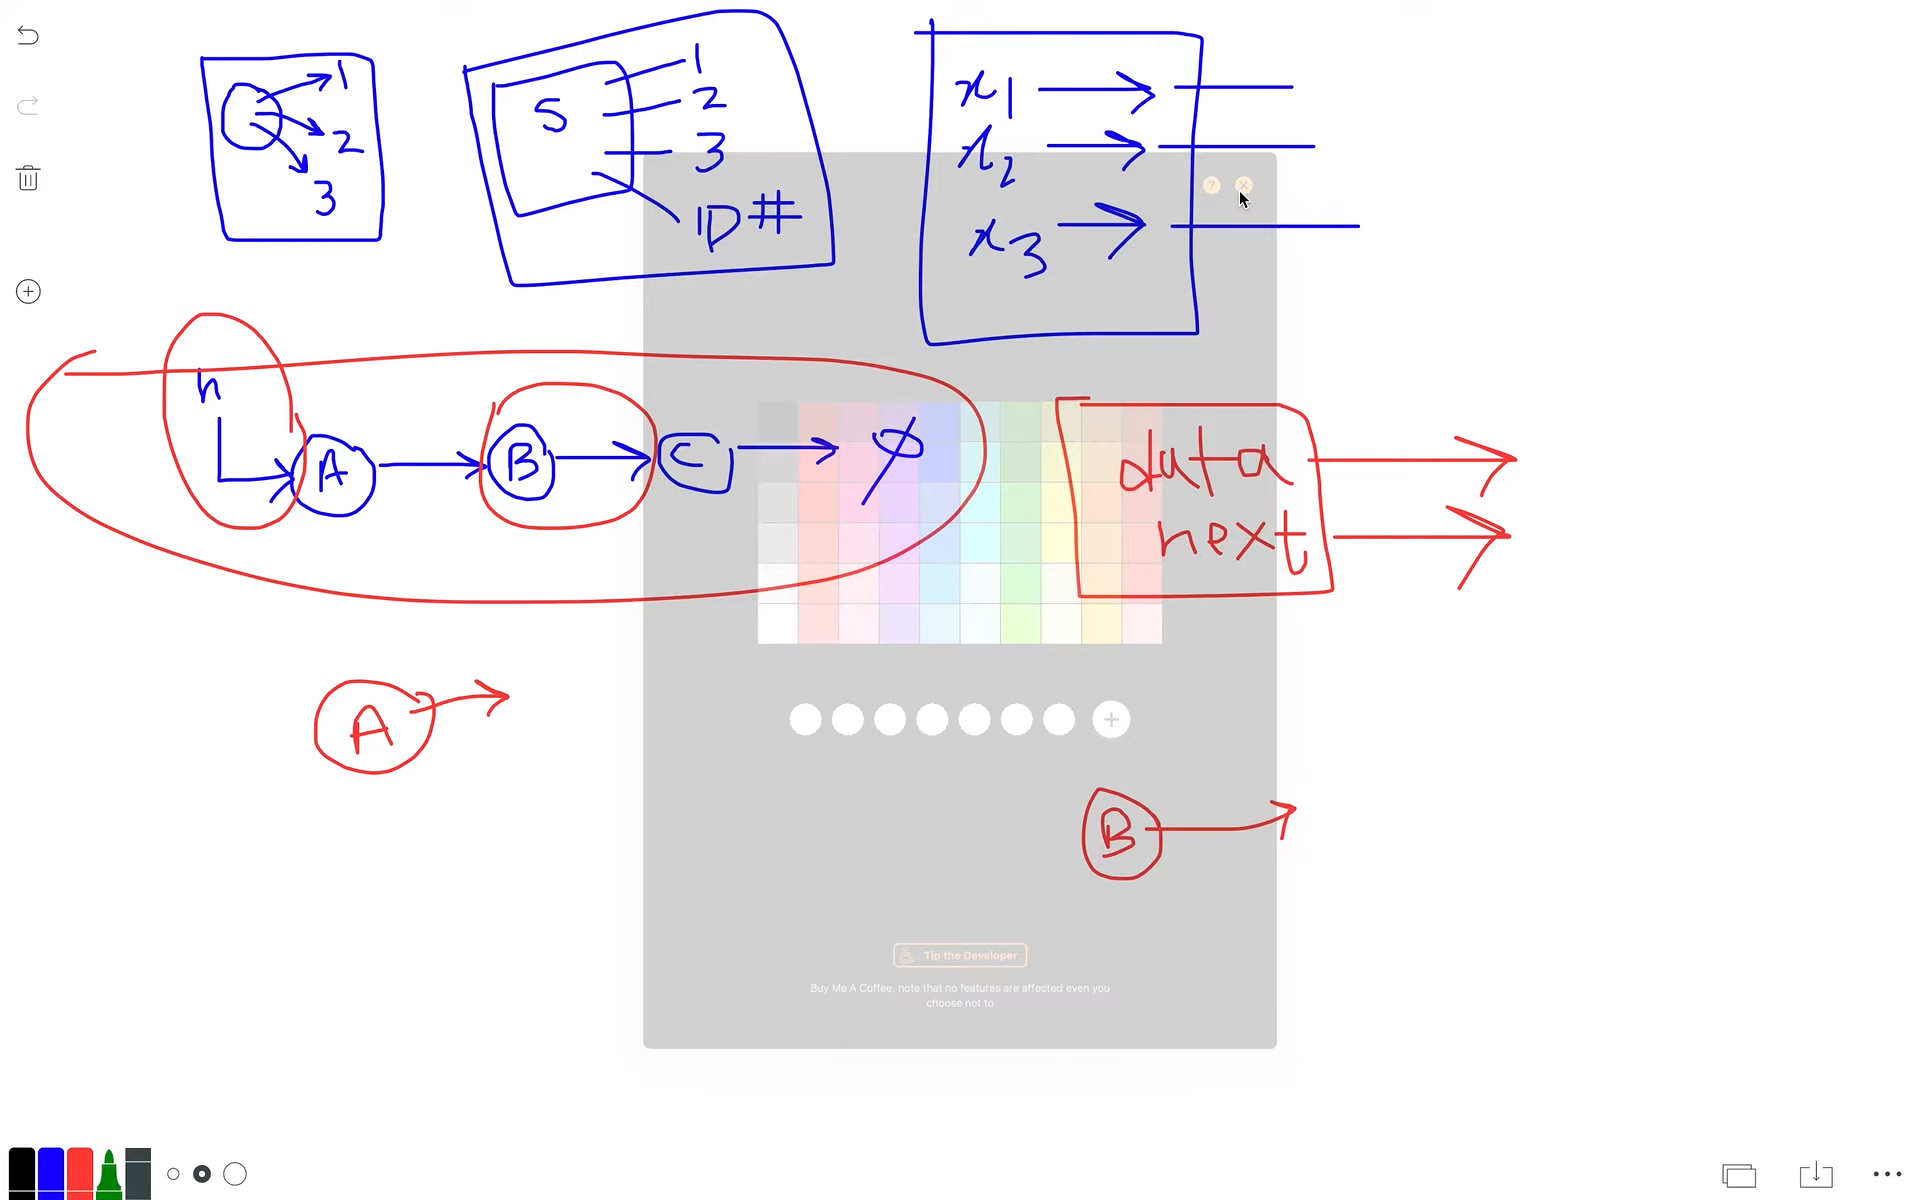 1
2
3
S
1
2
3
ID#
x1
x2
x3
h
A
B
C
data
next
A
B
Tip the Developer
Buy Me A Coffee, note that no features are affected even you
choose not to